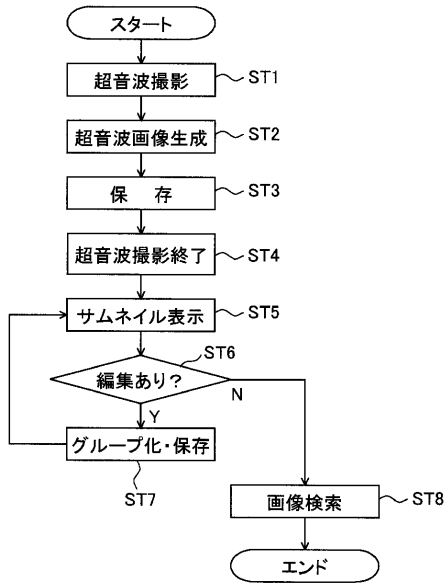 スタート
超音波撮影 ST1
超音波画像生成 ST2
保 存 ST3
超音波撮影終了 ST4
サムネイル表示 ST5
ST6
編集あり?
N
Y
グループ化・保存
ST7
画像検索 ST8
エンド